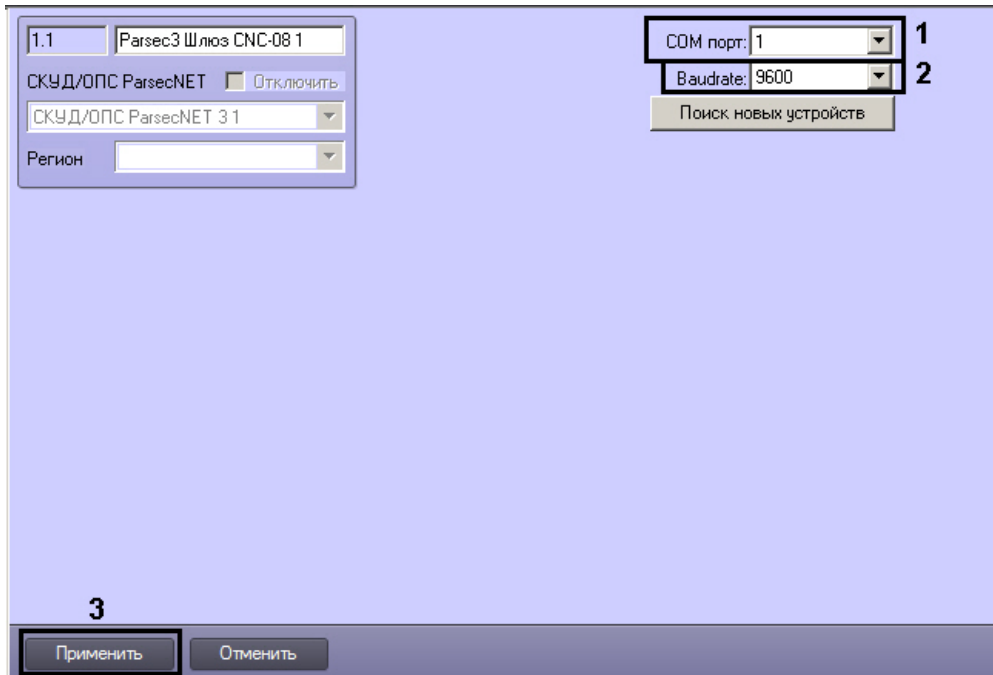 1.1 Parsec3 Шлюз CNC-08 1
СКУД/ОПС ParsecNET Отключить
СКУД/ОПС ParsecNET 3 1
Регион
COM порт: 1 1
Baudrate: 9600 2
Поиск новых устройств
3
Применить Отменить